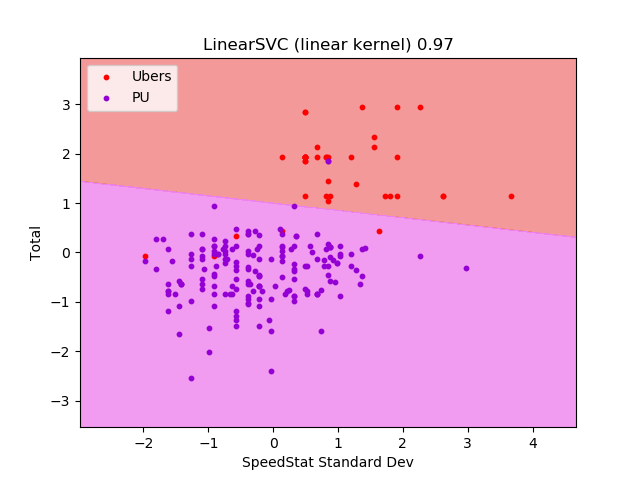 LinearSVC (linear kernel) 0.97
Ubers
PU
Total
3
2
1
0
−1
−2
−3
−2 −1 0 1 2 3 4
SpeedStat Standard Dev